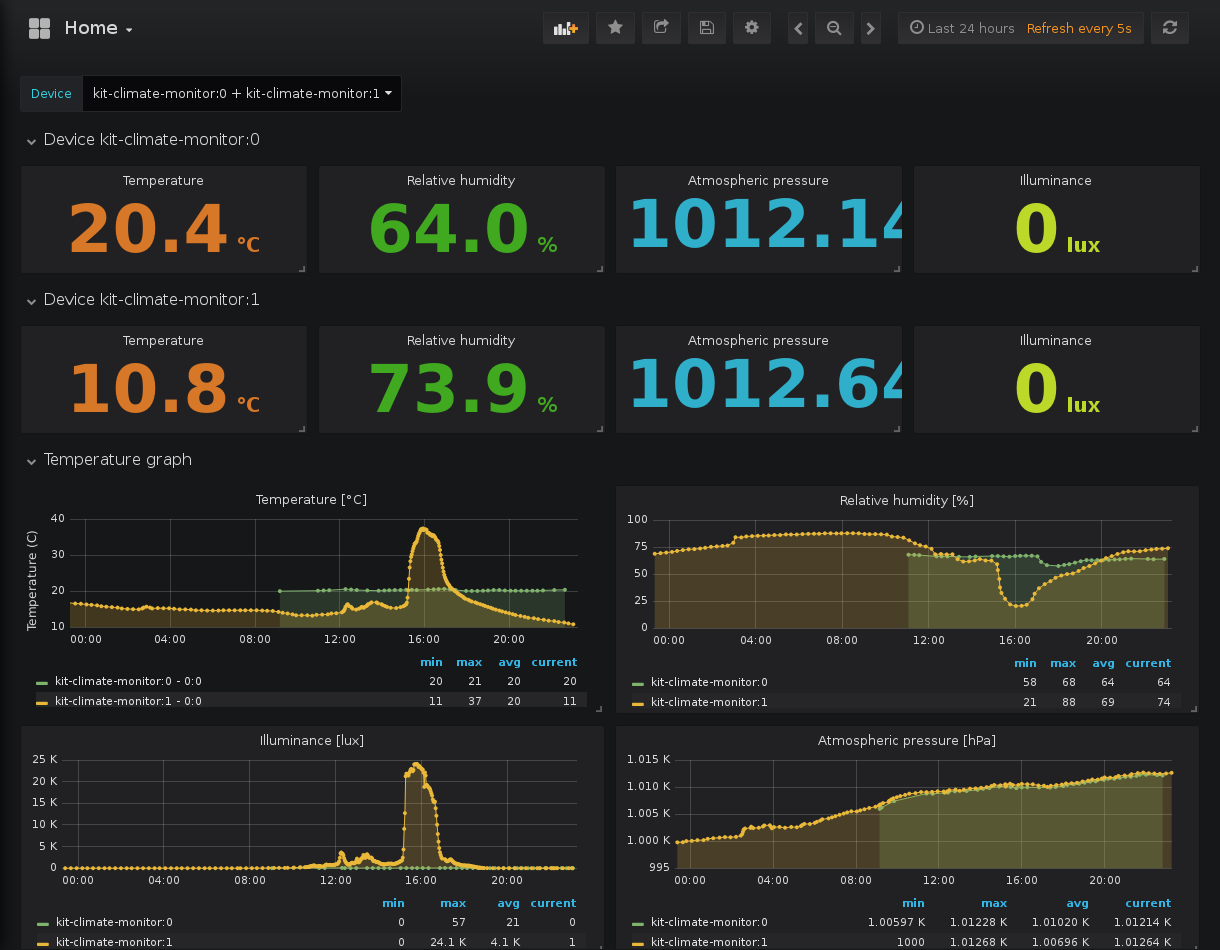 Home
Last 24 hours Refresh every 5s
Device kit-climate-monitor:0 + kit-climate-monitor:1
Device kit-climate-monitor:0
Temperature Relative humidity Atmospheric pressure Illuminance
20.4 °C 64.0 % 1012.14 0 lux
Device kit-climate-monitor:1
Temperature Relative humidity Atmospheric pressure Illuminance
10.8 °C 73.9 % 1012.64 0 lux
Temperature graph
Temperature [°C]
Temperature (C)
40
30
20
10
00:00 04:00 08:00 12:00 16:00 20:00
min max avg current
kit-climate-monitor:0 - 0:0 20 21 20 20
kit-climate-monitor:1 - 0:0 11 37 20 11
Relative humidity [%]
100
75
50
25
0
00:00 04:00 08:00 12:00 16:00 20:00
min max avg current
kit-climate-monitor:0 58 68 64 64
kit-climate-monitor:1 21 88 69 74
Illuminance [lux]
25 K
20 K
15 K
10 K
5 K
0
00:00 04:00 08:00 12:00 16:00 20:00
min max avg current
kit-climate-monitor:0 0 57 21 0
kit-climate-monitor:1 0 24.1 K 4.1 K 1
Atmospheric pressure [hPa]
1.015 K
1.010 K
1.005 K
1.000 K
995
00:00 04:00 08:00 12:00 16:00 20:00
min max avg current
kit-climate-monitor:0 1.00597 K 1.01228 K 1.01020 K 1.01214 K
kit-climate-monitor:1 1000 1.01268 K 1.00696 K 1.01264 K